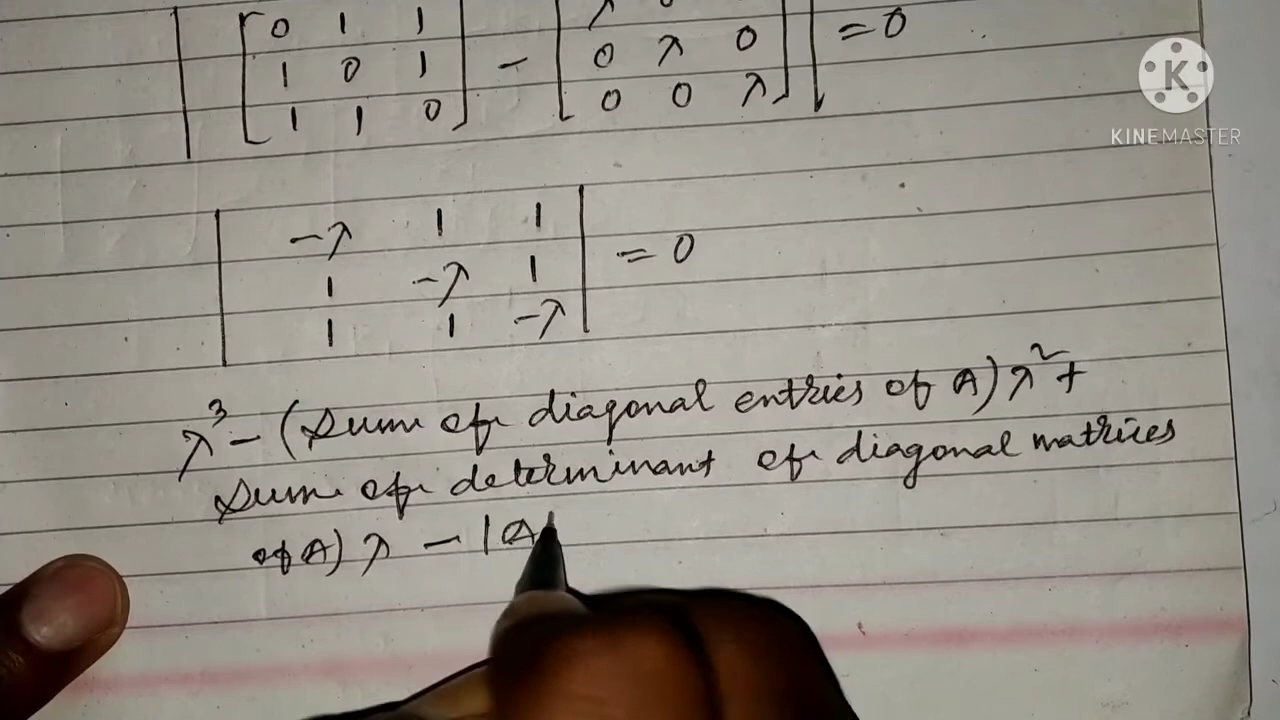 | [ 0 1 1 [ λ 0
1 0 1 - 0 λ 0 | = 0
1 1 0 ] 0 0 λ ] |
K
KINEMASTER
| -λ 1 1 |
1 -λ 1 = 0
| 1 1 -λ |
λ³ - (Sum of diagonal entries of A) λ² +
Sum of determinant of diagonal matrices
of A) λ - |A